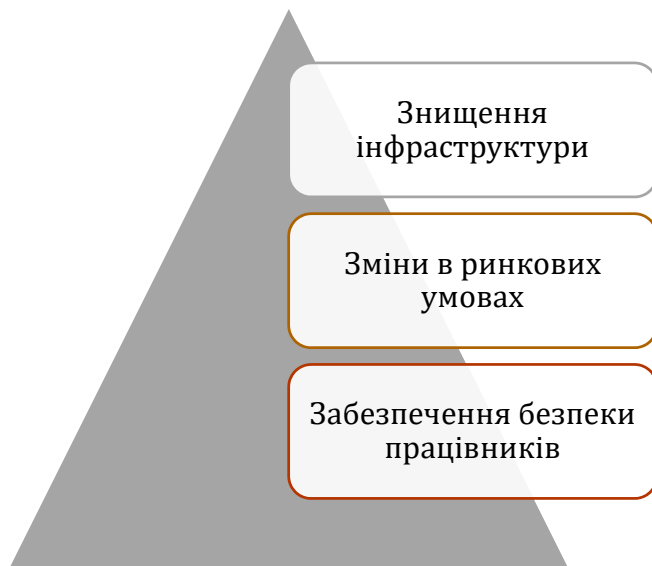 Знищення
інфраструктури
Зміни в ринкових
умовах
Забезпечення безпеки
працівників